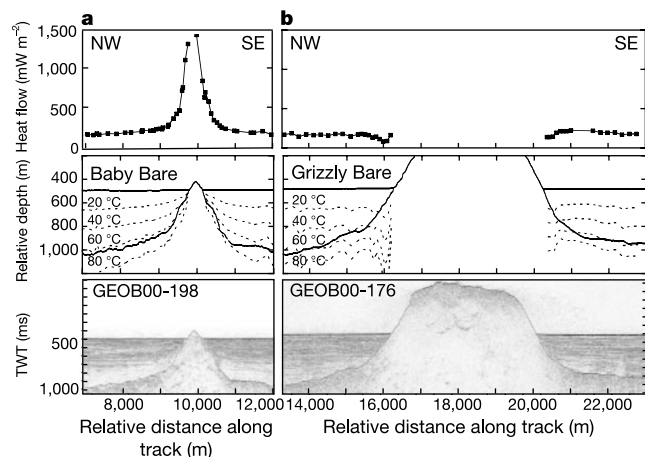 a
b
Heat flow (mW m⁻²)
1,500
1,000
500
0
NW SE
NW SE
Relative depth (m)
400
600
800
1,000
Baby Bare
20 °C
40 °C
60 °C
80 °C
Grizzly Bare
20 °C
40 °C
60 °C
80 °C
TWT (ms)
500
1,000
GEOB00-198
GEOB00-176
8,000 10,000 12,000
14,000 16,000 18,000 20,000 22,000
Relative distance along
track (m)
Relative distance along track (m)